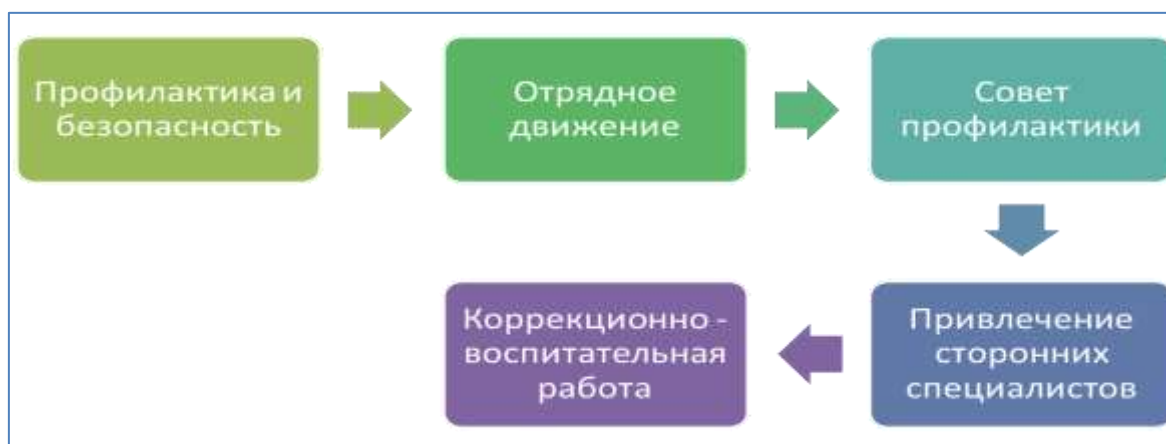 Профилактика и
безопасность
Отрядное
движение
Совет
профилактики
Привлечение
сторонних
специалистов
Коррекционно -
воспитательная
работа